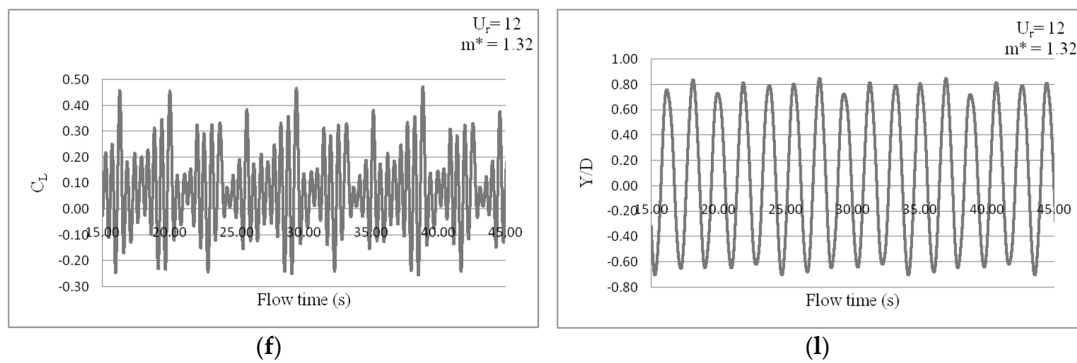 U_r= 12
m* = 1.32
0.50
0.40
0.30
0.20
0.10
0.00
-0.10
-0.20
-0.30
C_L
15.00 20.00 25.00 30.00 35.00 40.00 45.00
Flow time (s)
(f)
U_r= 12
m* = 1.32
1.00
0.80
0.60
0.40
0.20
0.00
-0.20
-0.40
-0.60
-0.80
Y/D
15.00 20.00 25.00 30.00 35.00 40.00 45.00
Flow time (s)
(l)